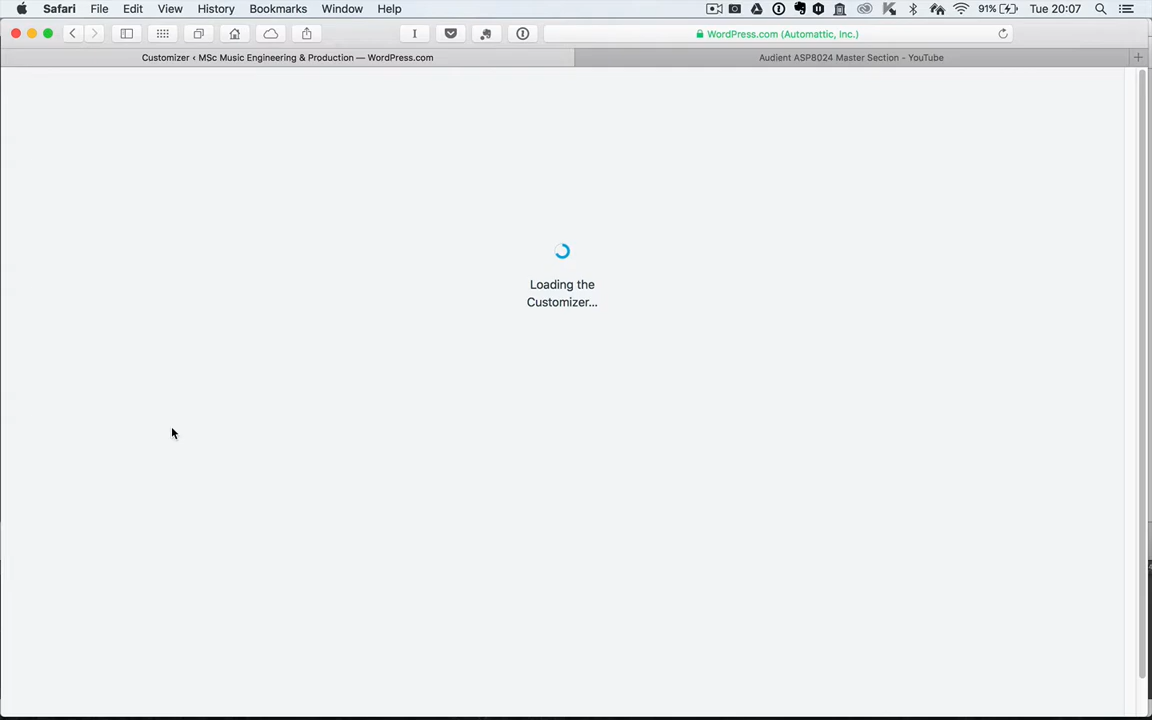 Safari File Edit View History Bookmarks Window Help 91% Tue 20:07
WordPress.com (Automattic, Inc.)
Customizer ‹ MSc Music Engineering & Production — WordPress.com Audient ASP8024 Master Section - YouTube
Loading the
Customizer...